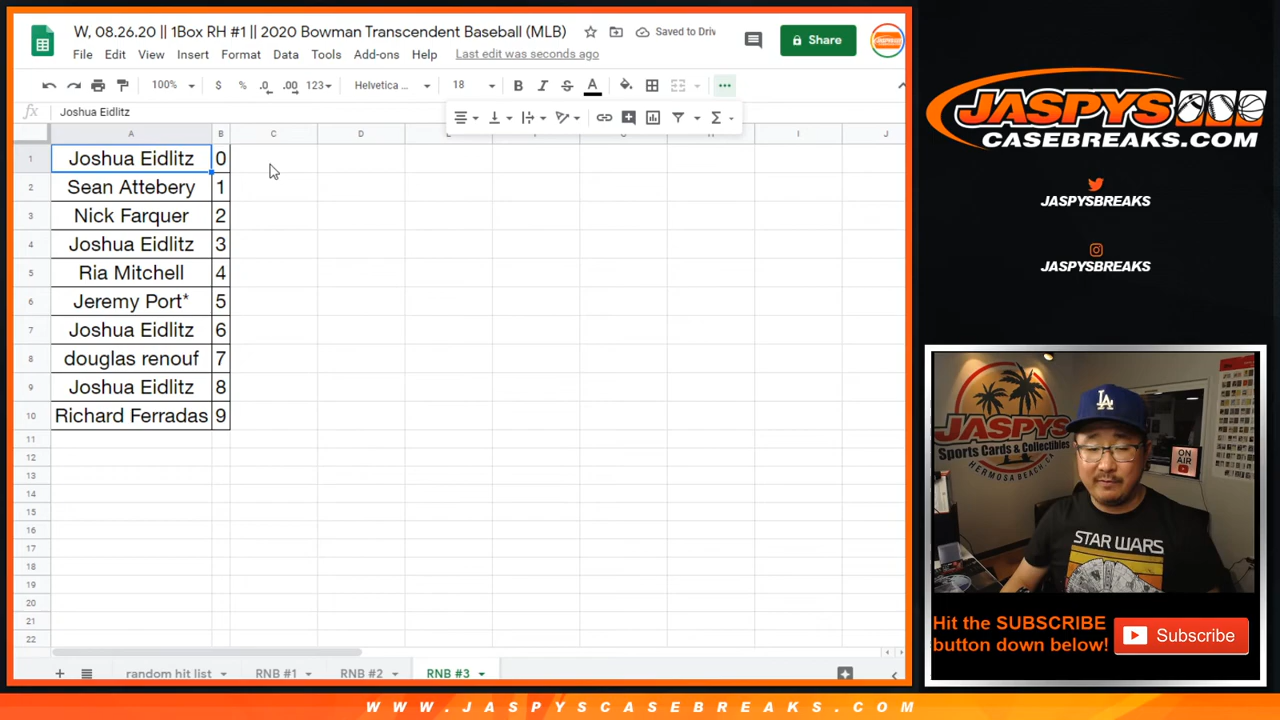 W, 08.26.20 || 1Box RH #1 || 2020 Bowman Transcendent Baseball (MLB)
Saved to Driv
File Edit View Insert Format Data Tools Add-ons Help Last edit was seconds ago
Share
100% $ % .0 .00 123 Helvetica ... 18 B I S A
fx Joshua Eidlitz
A B C D I J
1 Joshua Eidlitz 0
2 Sean Attebery 1
3 Nick Farquer 2
4 Joshua Eidlitz 3
5 Ria Mitchell 4
6 Jeremy Port* 5
7 Joshua Eidlitz 6
8 douglas renouf 7
9 Joshua Eidlitz 8
10 Richard Ferradas 9
11
12
13
14
15
16
17
18
19
20
21
22
random hit list RNB #1 RNB #2 RNB #3
JASPYS
CASEBREAKS.COM
JASPYSBREAKS
JASPYSBREAKS
JASPYS
Sports Cards & Collectibles
HERMOSA BEACH, CA
LA
ON AIR
STAR WARS
Hit the SUBSCRIBE
button down below!
Subscribe
WWW.JASPYSCASEBREAKS.COM